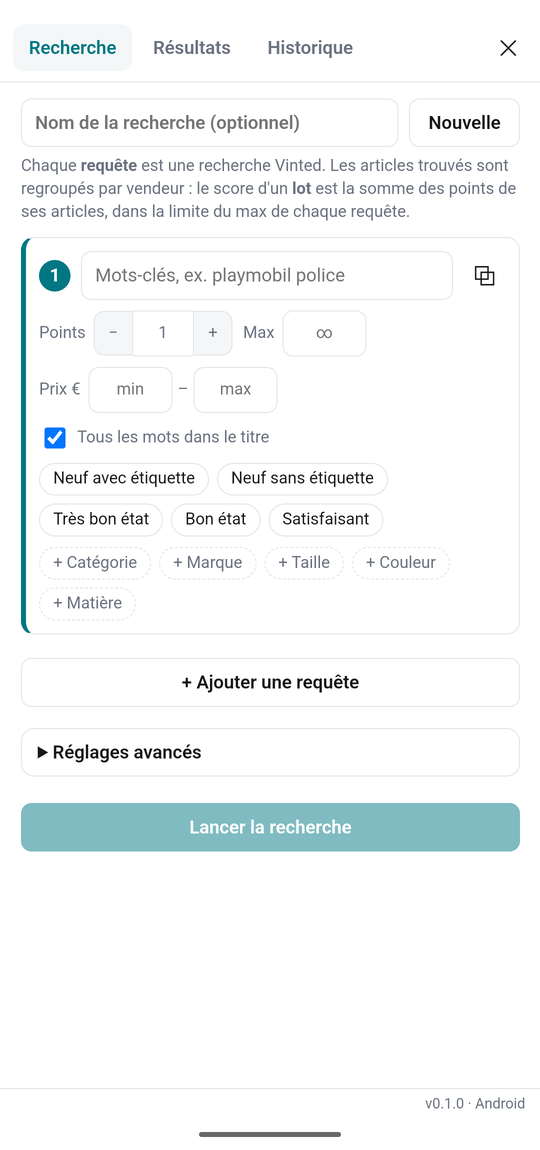 Recherche Résultats Historique
Nom de la recherche (optionnel) Nouvelle
Chaque requête est une recherche Vinted. Les articles trouvés sont
regroupés par vendeur : le score d'un lot est la somme des points de
ses articles, dans la limite du max de chaque requête.
1 Mots-clés, ex. playmobil police
Points − 1 + Max ∞
Prix € min – max
Tous les mots dans le titre
Neuf avec étiquette Neuf sans étiquette
Très bon état Bon état Satisfaisant
+ Catégorie + Marque + Taille + Couleur
+ Matière
+ Ajouter une requête
▶ Réglages avancés
Lancer la recherche
v0.1.0 · Android